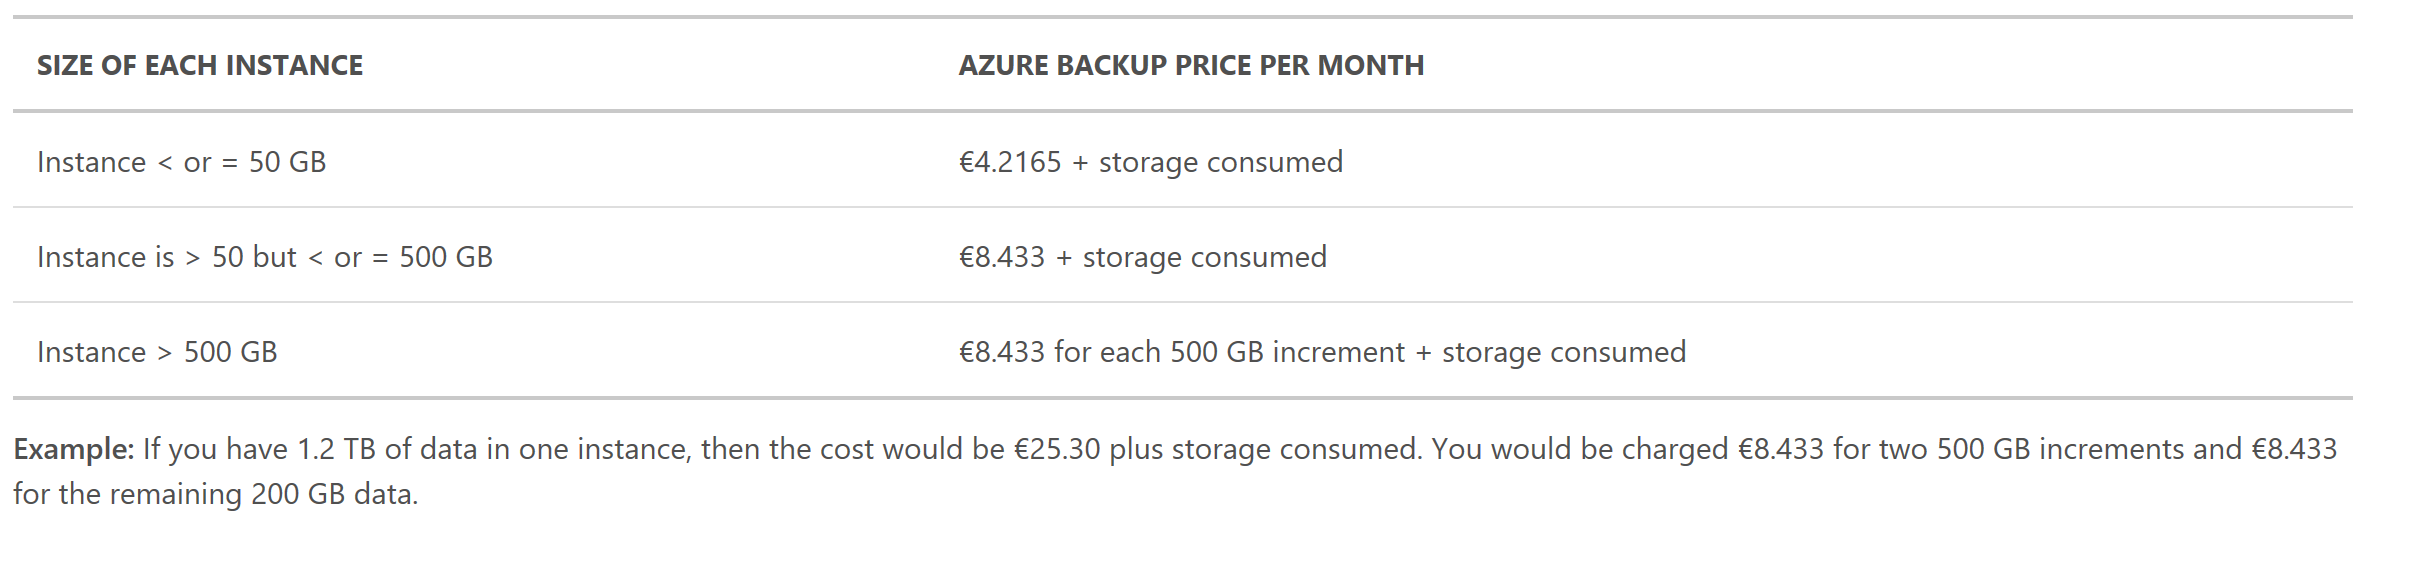 SIZE OF EACH INSTANCE AZURE BACKUP PRICE PER MONTH
Instance < or = 50 GB €4.2165 + storage consumed
Instance is > 50 but < or = 500 GB €8.433 + storage consumed
Instance > 500 GB €8.433 for each 500 GB increment + storage consumed
Example: If you have 1.2 TB of data in one instance, then the cost would be €25.30 plus storage consumed. You would be charged €8.433 for two 500 GB increments and €8.433
for the remaining 200 GB data.